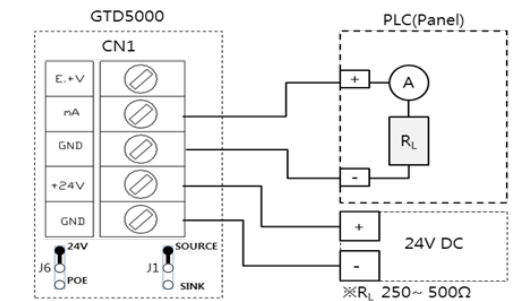 GTD5000
PLC(Panel)
CN1
E.+V
mA
GND
+24V
GND
+
A
RL
-
+
24V DC
-
24V
J6
POE
SOURCE
J1
SINK
※RL 250~ 500Ω